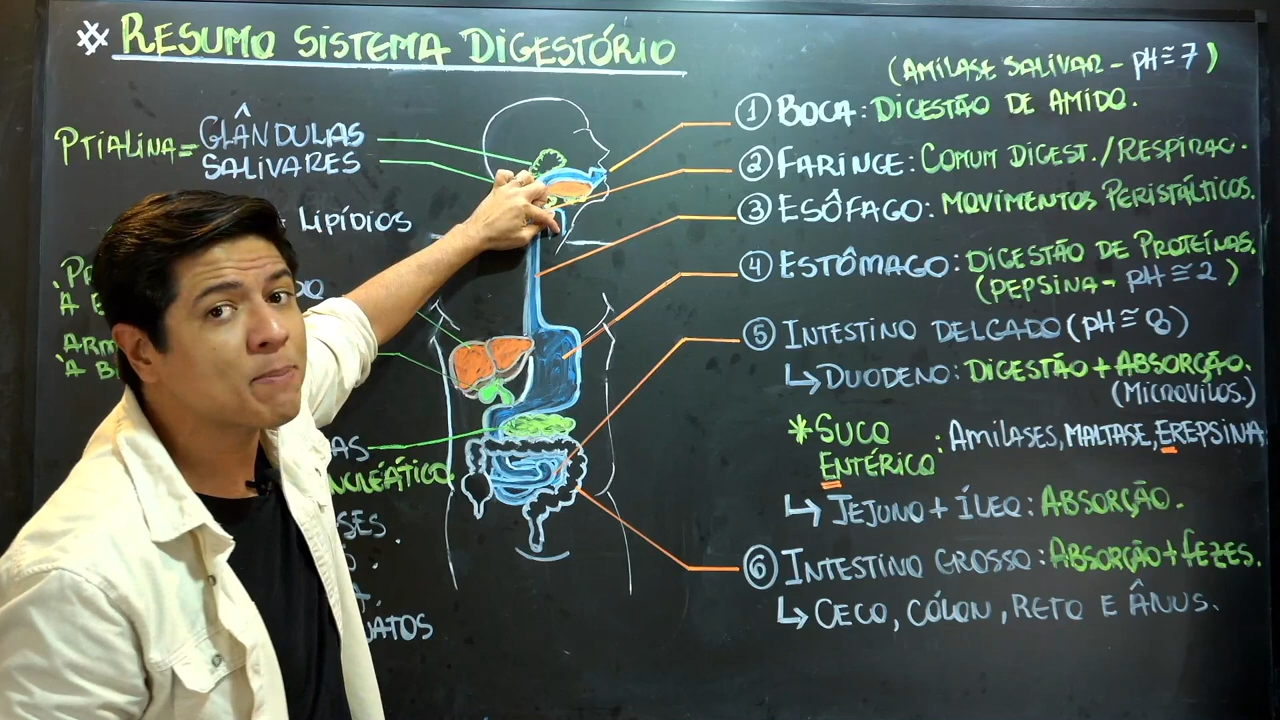 ※ RESUMO SISTEMA DIGESTÓRIO
(AMILASE SALIVAR - pH ≅ 7)
① BOCA: DIGESTÃO DE AMIDO.
② FARINGE: COMUM DIGEST./RESPIRAÇ.
③ ESÔFAGO: MOVIMENTOS PERISTÁLTICOS.
④ ESTÔMAGO: DIGESTÃO DE PROTEÍNAS.
(PEPSINA - pH ≅ 2)
⑤ INTESTINO DELGADO (pH ≅ 8)
↳ DUODENO: DIGESTÃO + ABSORÇÃO.
(MICROVILOS.)
* SUCO ENTÉRICO: AMILASES, MALTASE, EREPSINA
↳ JEJUNO + ÍLEO: ABSORÇÃO.
⑥ INTESTINO GROSSO: ABSORÇÃO + FEZES.
↳ CECO, CÓLON, RETO E ÂNUS.
PTIALINA = GLÂNDULAS
SALIVARES
LIPÍDIOS